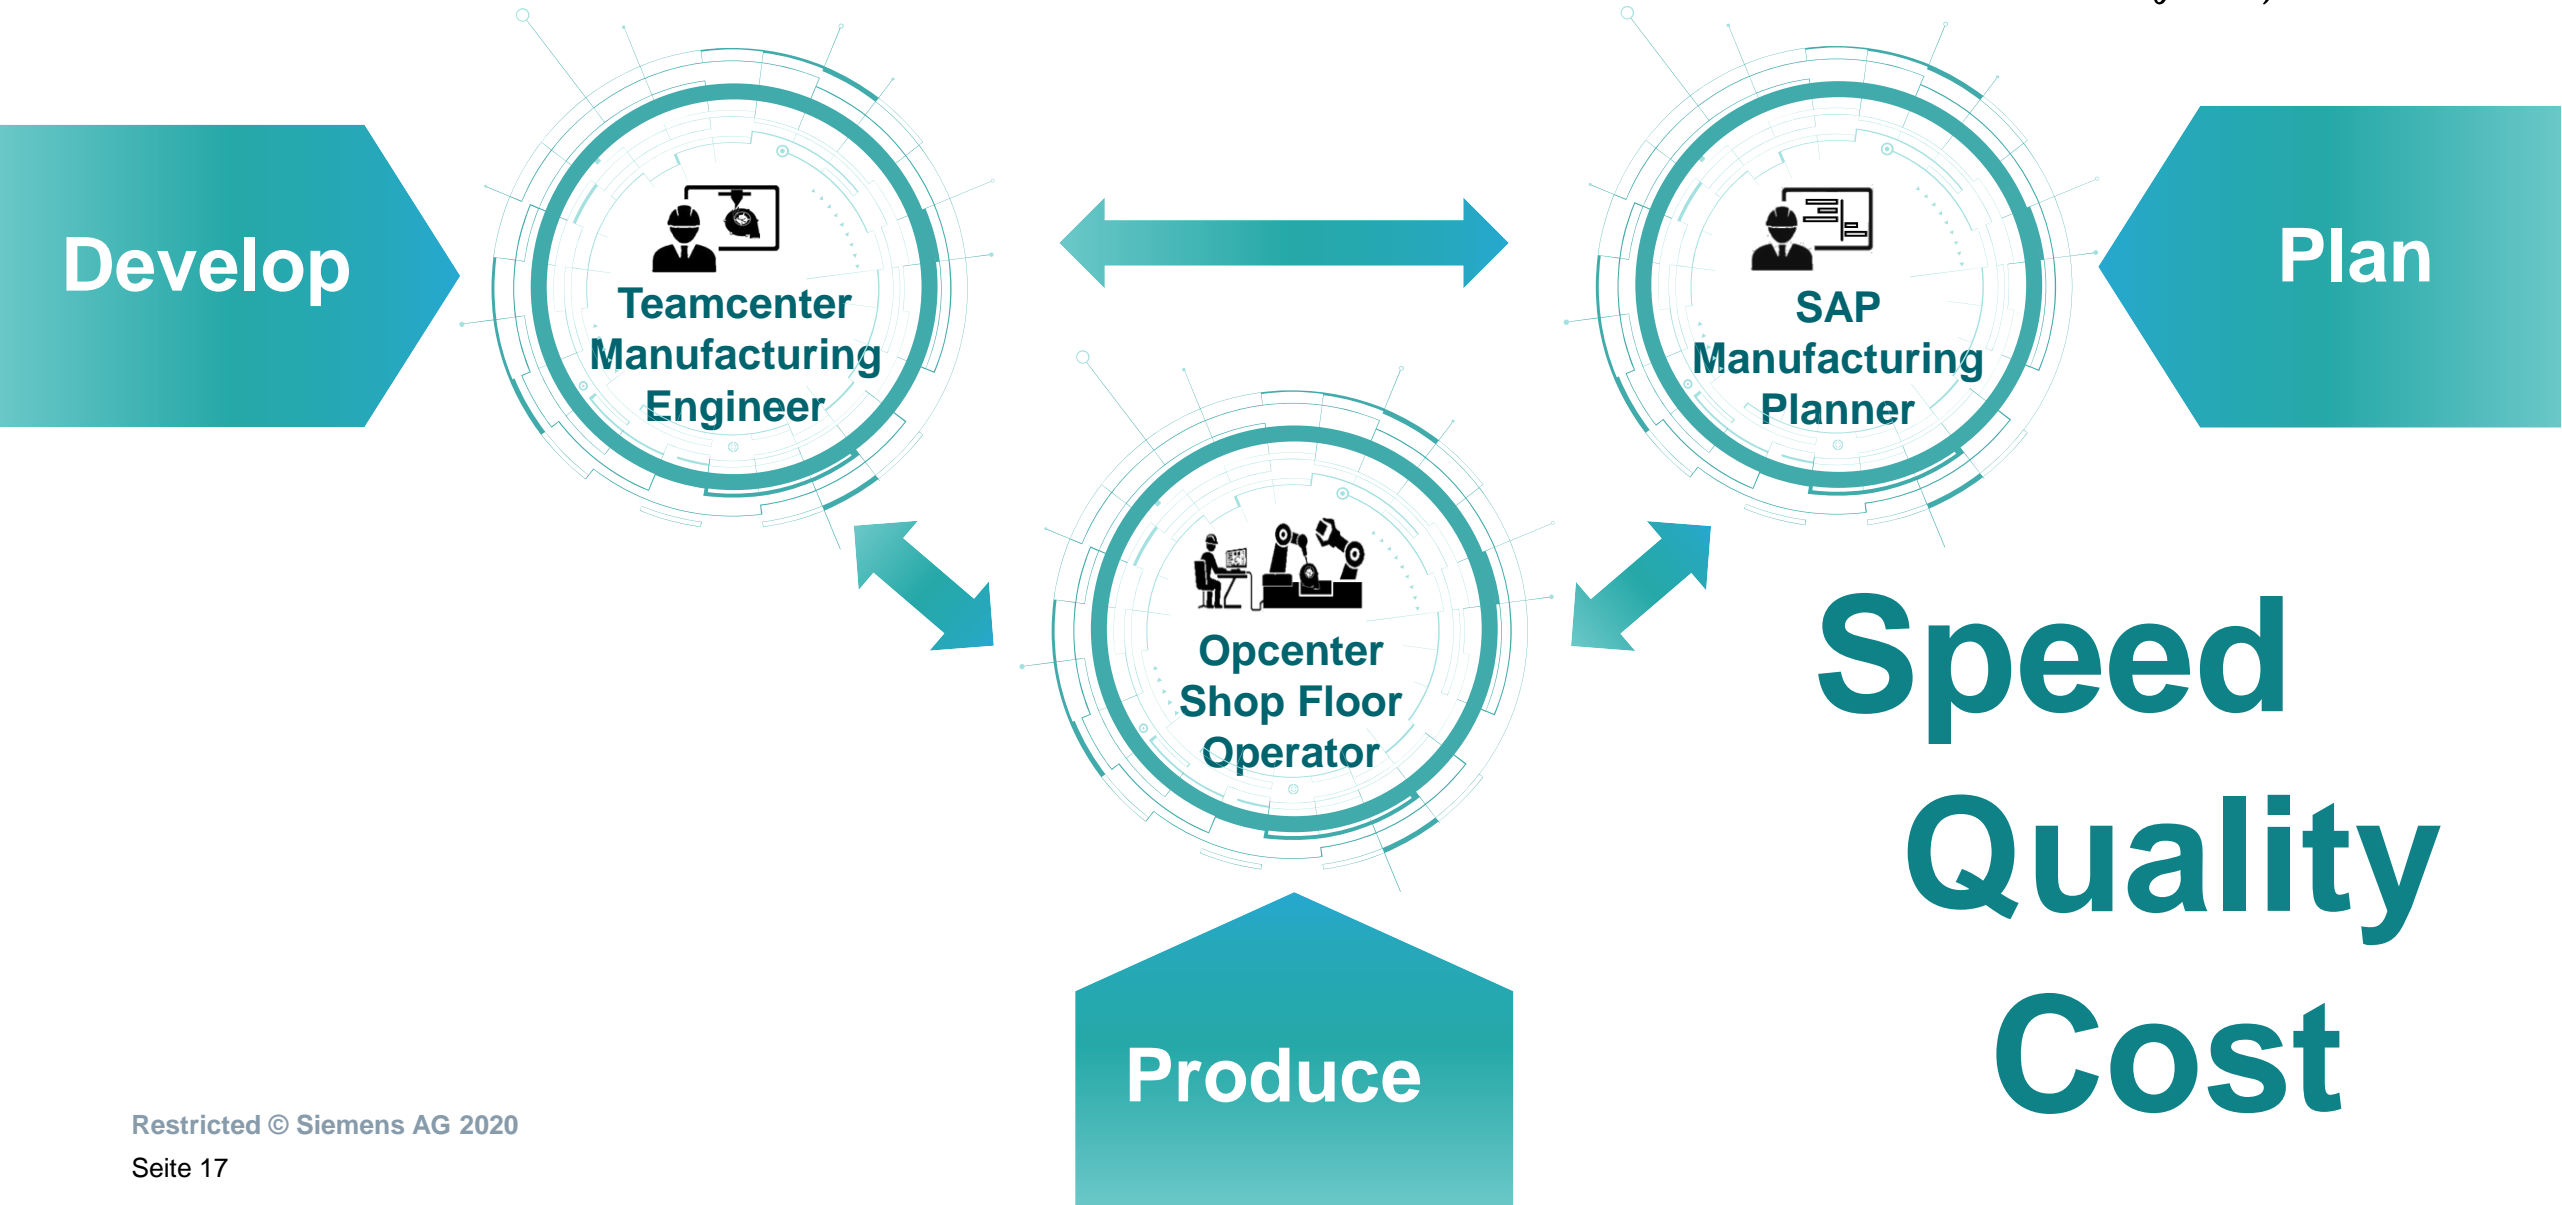 Develop
Teamcenter
Manufacturing
Engineer
SAP
Manufacturing
Planner
Plan
Opcenter
Shop Floor
Operator
Speed
Quality
Cost
Produce
Restricted © Siemens AG 2020
Seite 17